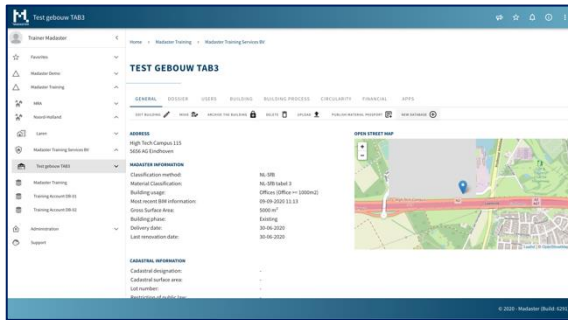 Test gebouw TAB3
Trainer Madaster
Home > Madaster Training > Madaster Training Services BV
Favorites
Madaster Demo
Madaster Training
MRA
Noord-Holland
Laren
Madaster Training Services BV
Test gebouw TAB3
Madaster Training
Training Account DB-01
Training Account DB-02
Administration
Support
TEST GEBOUW TAB3
GENERAL DOSSIER USERS BUILDING BUILDING PROCESS CIRCULARITY FINANCIAL APPS
EDIT BUILDING MOVE ARCHIVE THE BUILDING DELETE UPLOAD PUBLISH MATERIAL PASSPORT NEW DATABASE
ADDRESS
High Tech Campus 115
5656 AG Eindhoven
MADASTER INFORMATION
Classification method: NL-SfB
Material Classification: NL-SfB tabel 3
Building usage: Offices (Office >= 1000m2)
Most recent BIM information: 09-09-2020 11:13
Gross Surface Area: 5000 m²
Building phase: Existing
Delivery date: 30-06-2020
Last renovation date: 30-06-2020
CADASTRAL INFORMATION
Cadastral designation: -
Cadastral surface area: -
Lot number: -
Restriction of public law: -
OPEN STREET MAP
+
−
Leaflet | © OpenStreetMap
© 2020 - Madaster (Build: 6291